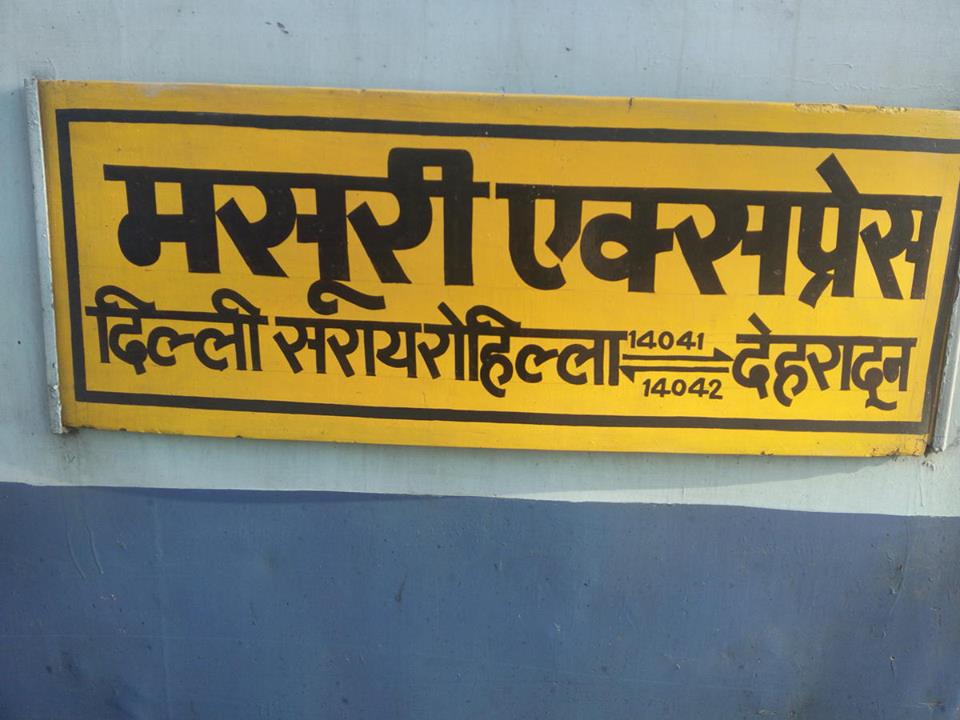 मसूरी एक्सप्रेस
दिल्ली सरायरोहिल्ला 14041 14042 देहरादून